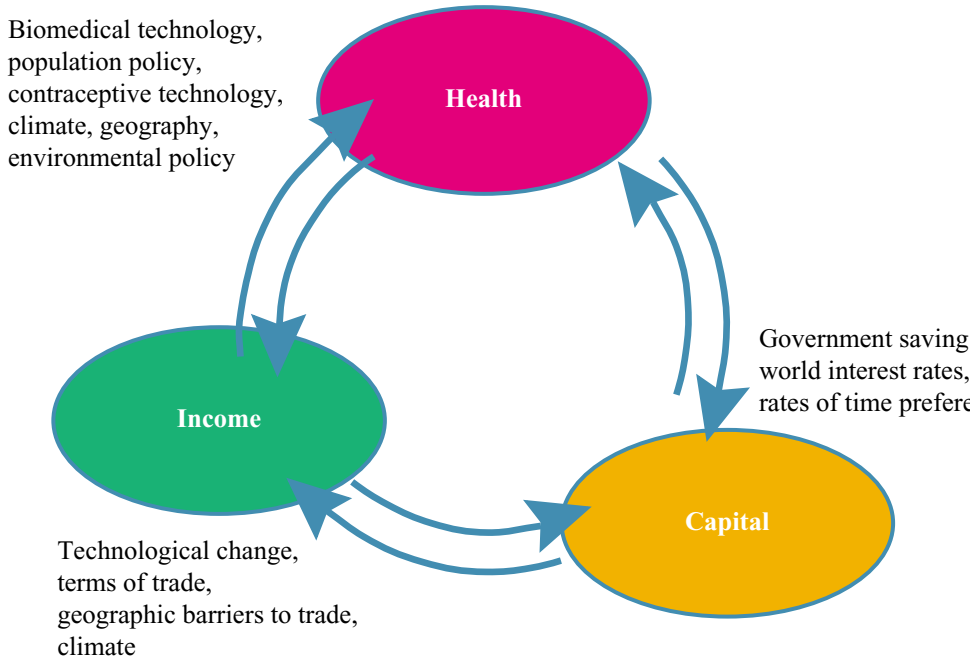 Biomedical technology,
population policy,
contraceptive technology,
climate, geography,
environmental policy
Health
Government saving
world interest rates,
rates of time
Income
Capital
Technological change,
terms of trade,
geographic barriers to trade,
climate